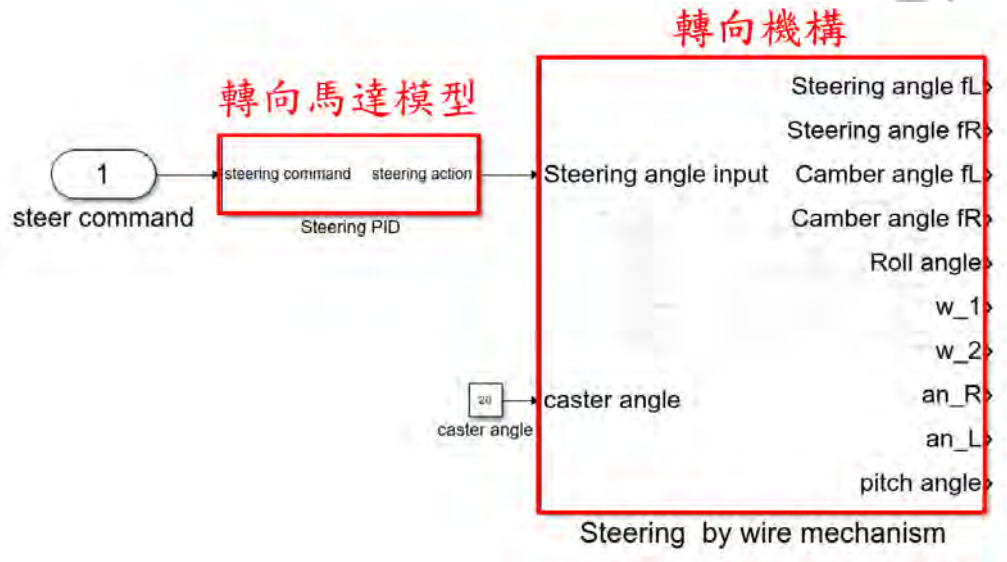 轉向機構
轉向馬達模型
1
steer command
steering command steering action
Steering PID
Steering angle input
caster angle
20
caster angle
Steering angle fL
Steering angle fR
Camber angle fL
Camber angle fR
Roll angle
w_1
w_2
an_R
an_L
pitch angle
Steering by wire mechanism